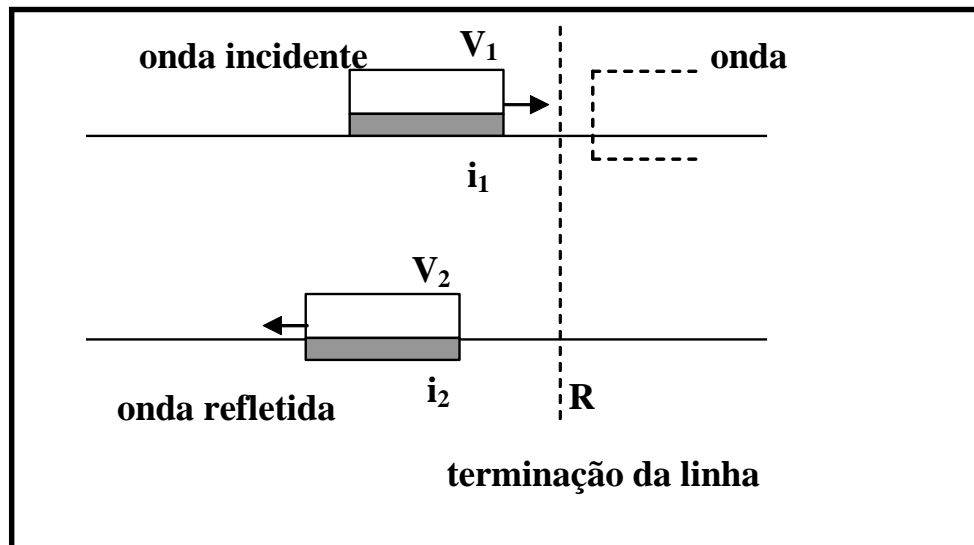 onda incidente
V₁
onda
i₁
V₂
i₂
onda refletida
R
terminação da linha